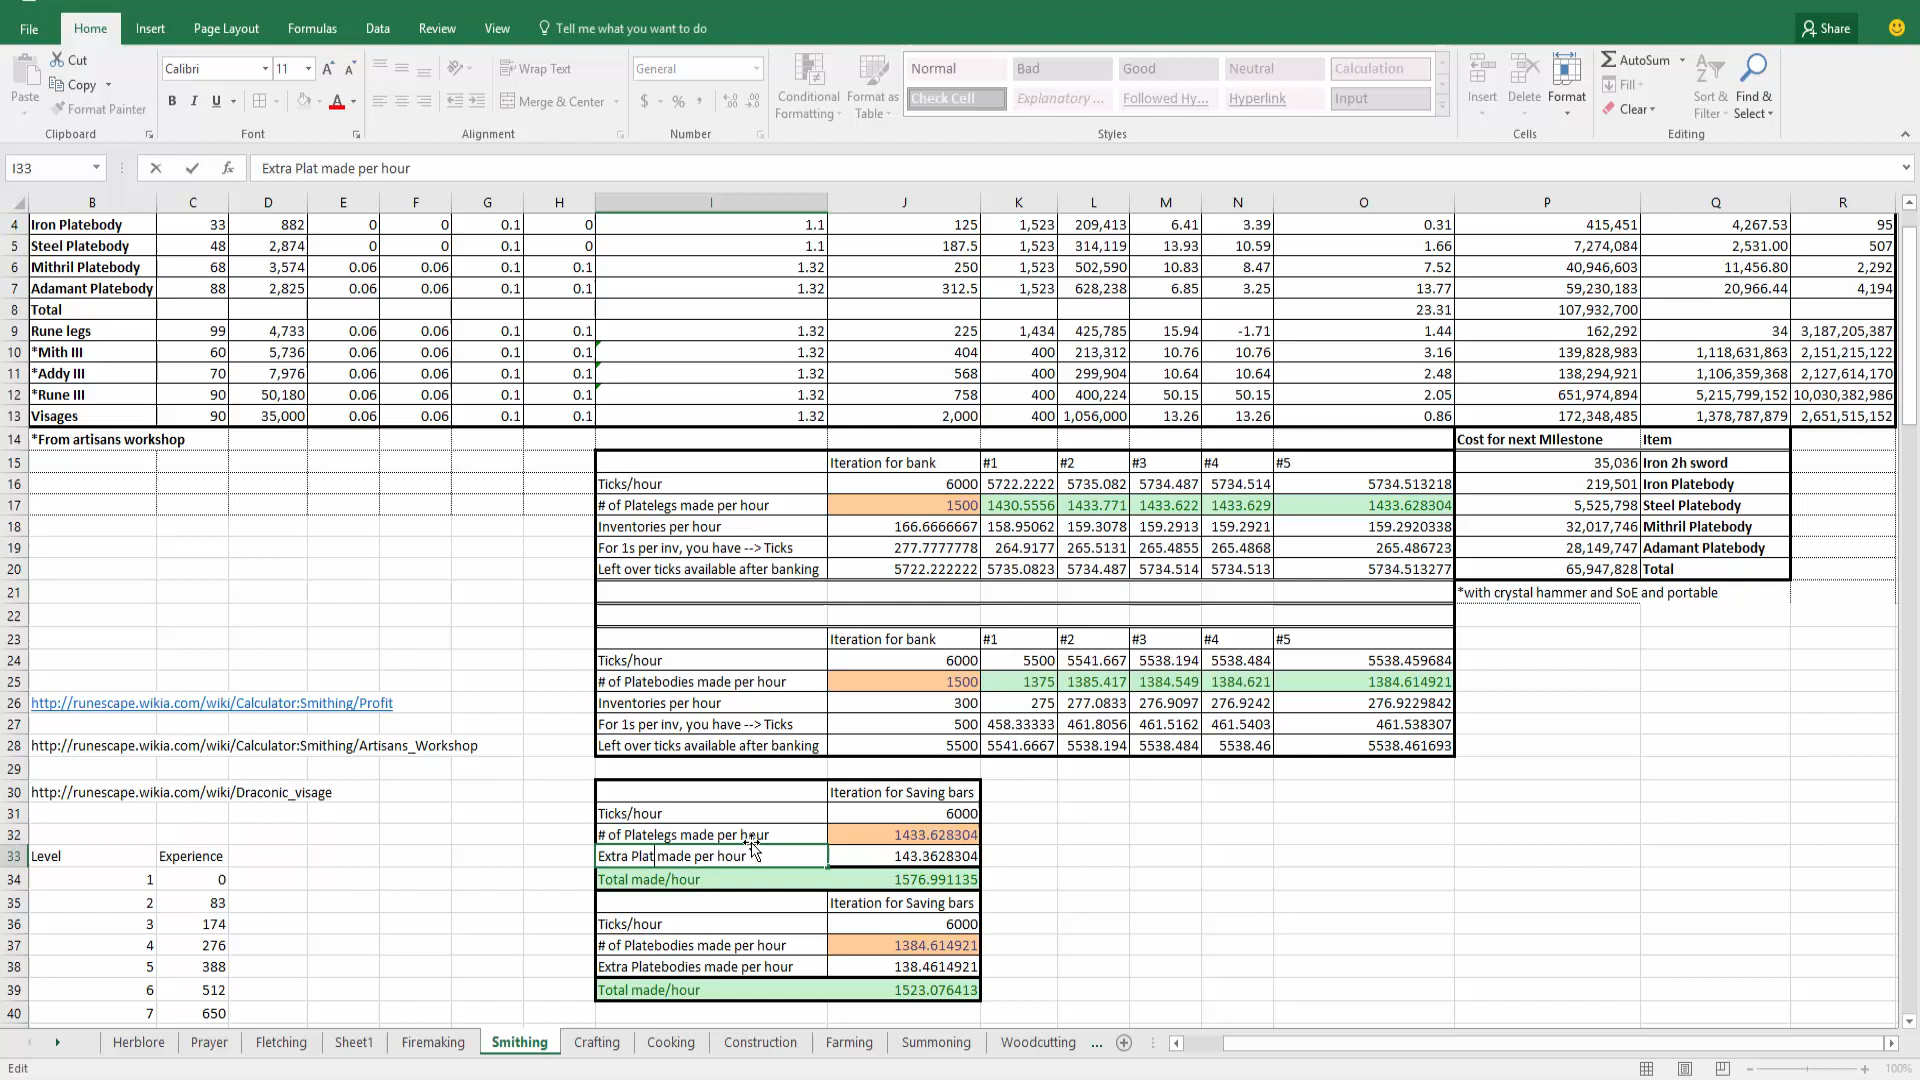 File Home Insert Page Layout Formulas Data Review View Tell me what you want to do Share
Cut
Copy
Format Painter
Paste
Calibri 11 A A
B I U A
Wrap Text
Merge & Center
General
$ % ,
Conditional Formatting
Format as Table
Normal Bad Good Neutral Calculation
Check Cell Explanatory ... Followed Hy... Hyperlink Input
Insert Delete Format
AutoSum
Fill
Clear
Sort & Filter
Find & Select
Clipboard Font Alignment Number Styles Cells Editing
I33 fx Extra Plat made per hour
B C D E F G H I J K L M N O P Q R
4 Iron Platebody 33 882 0 0 0.1 0 1.1 125 1,523 209,413 6.41 3.39 0.31 415,451 4,267.53 95
5 Steel Platebody 48 2,874 0 0 0.1 0 1.1 187.5 1,523 314,119 13.93 10.59 1.66 7,274,084 2,531.00 507
6 Mithril Platebody 68 3,574 0.06 0.06 0.1 0.1 1.32 250 1,523 502,590 10.83 8.47 7.52 40,946,603 11,456.80 2,292
7 Adamant Platebody 88 2,825 0.06 0.06 0.1 0.1 1.32 312.5 1,523 628,238 6.85 3.25 13.77 59,230,183 20,966.44 4,194
8 Total 23.31 107,932,700
9 Rune legs 99 4,733 0.06 0.06 0.1 0.1 1.32 225 1,434 425,785 15.94 -1.71 1.44 162,292 34 3,187,205,387
10 *Mith III 60 5,736 0.06 0.06 0.1 0.1 1.32 404 400 213,312 10.76 10.76 3.16 139,828,983 1,118,631,863 2,151,215,122
11 *Addy III 70 7,976 0.06 0.06 0.1 0.1 1.32 568 400 299,904 10.64 10.64 2.48 138,294,921 1,106,359,368 2,127,614,170
12 *Rune III 90 50,180 0.06 0.06 0.1 0.1 1.32 758 400 400,224 50.15 50.15 2.05 651,974,894 5,215,799,152 10,030,382,986
13 Visages 90 35,000 0.06 0.06 0.1 0.1 1.32 2,000 400 1,056,000 13.26 13.26 0.86 172,348,485 1,378,787,879 2,651,515,152
14 *From artisans workshop Cost for next MIlestone Item
15 Iteration for bank #1 #2 #3 #4 #5 35,036 Iron 2h sword
16 Ticks/hour 6000 5722.2222 5735.082 5734.487 5734.514 5734.513218 219,501 Iron Platebody
17 # of Platelegs made per hour 1500 1430.5556 1433.771 1433.622 1433.629 1433.628304 5,525,798 Steel Platebody
18 Inventories per hour 166.6666667 158.95062 159.3078 159.2913 159.2921 159.2920338 32,017,746 Mithril Platebody
19 For 1s per inv, you have --> Ticks 277.7777778 264.9177 265.5131 265.4855 265.4868 265.486723 28,149,747 Adamant Platebody
20 Left over ticks available after banking 5722.222222 5735.0823 5734.487 5734.514 5734.513 5734.513277 65,947,828 Total
21 *with crystal hammer and SoE and portable
22
23 Iteration for bank #1 #2 #3 #4 #5
24 Ticks/hour 6000 5500 5541.667 5538.194 5538.484 5538.459684
25 # of Platebodies made per hour 1500 1375 1385.417 1384.549 1384.621 1384.614921
26 http://runescape.wikia.com/wiki/Calculator:Smithing/Profit Inventories per hour 300 275 277.0833 276.9097 276.9242 276.9229842
27 For 1s per inv, you have --> Ticks 500 458.33333 461.8056 461.5162 461.5403 461.538307
28 http://runescape.wikia.com/wiki/Calculator:Smithing/Artisans_Workshop Left over ticks available after banking 5500 5541.6667 5538.194 5538.484 5538.46 5538.461693
29
30 http://runescape.wikia.com/wiki/Draconic_visage Iteration for Saving bars
31 Ticks/hour 6000
32 # of Platelegs made per hour 1433.628304
33 Level Experience Extra Plat made per hour 143.3628304
34 1 0 Total made/hour 1576.991135
35 2 83 Iteration for Saving bars
36 3 174 Ticks/hour 6000
37 4 276 # of Platebodies made per hour 1384.614921
38 5 388 Extra Platebodies made per hour 138.4614921
39 6 512 Total made/hour 1523.076413
40 7 650
Herblore Prayer Fletching Sheet1 Firemaking Smithing Crafting Cooking Construction Farming Summoning Woodcutting ...
Edit 100%